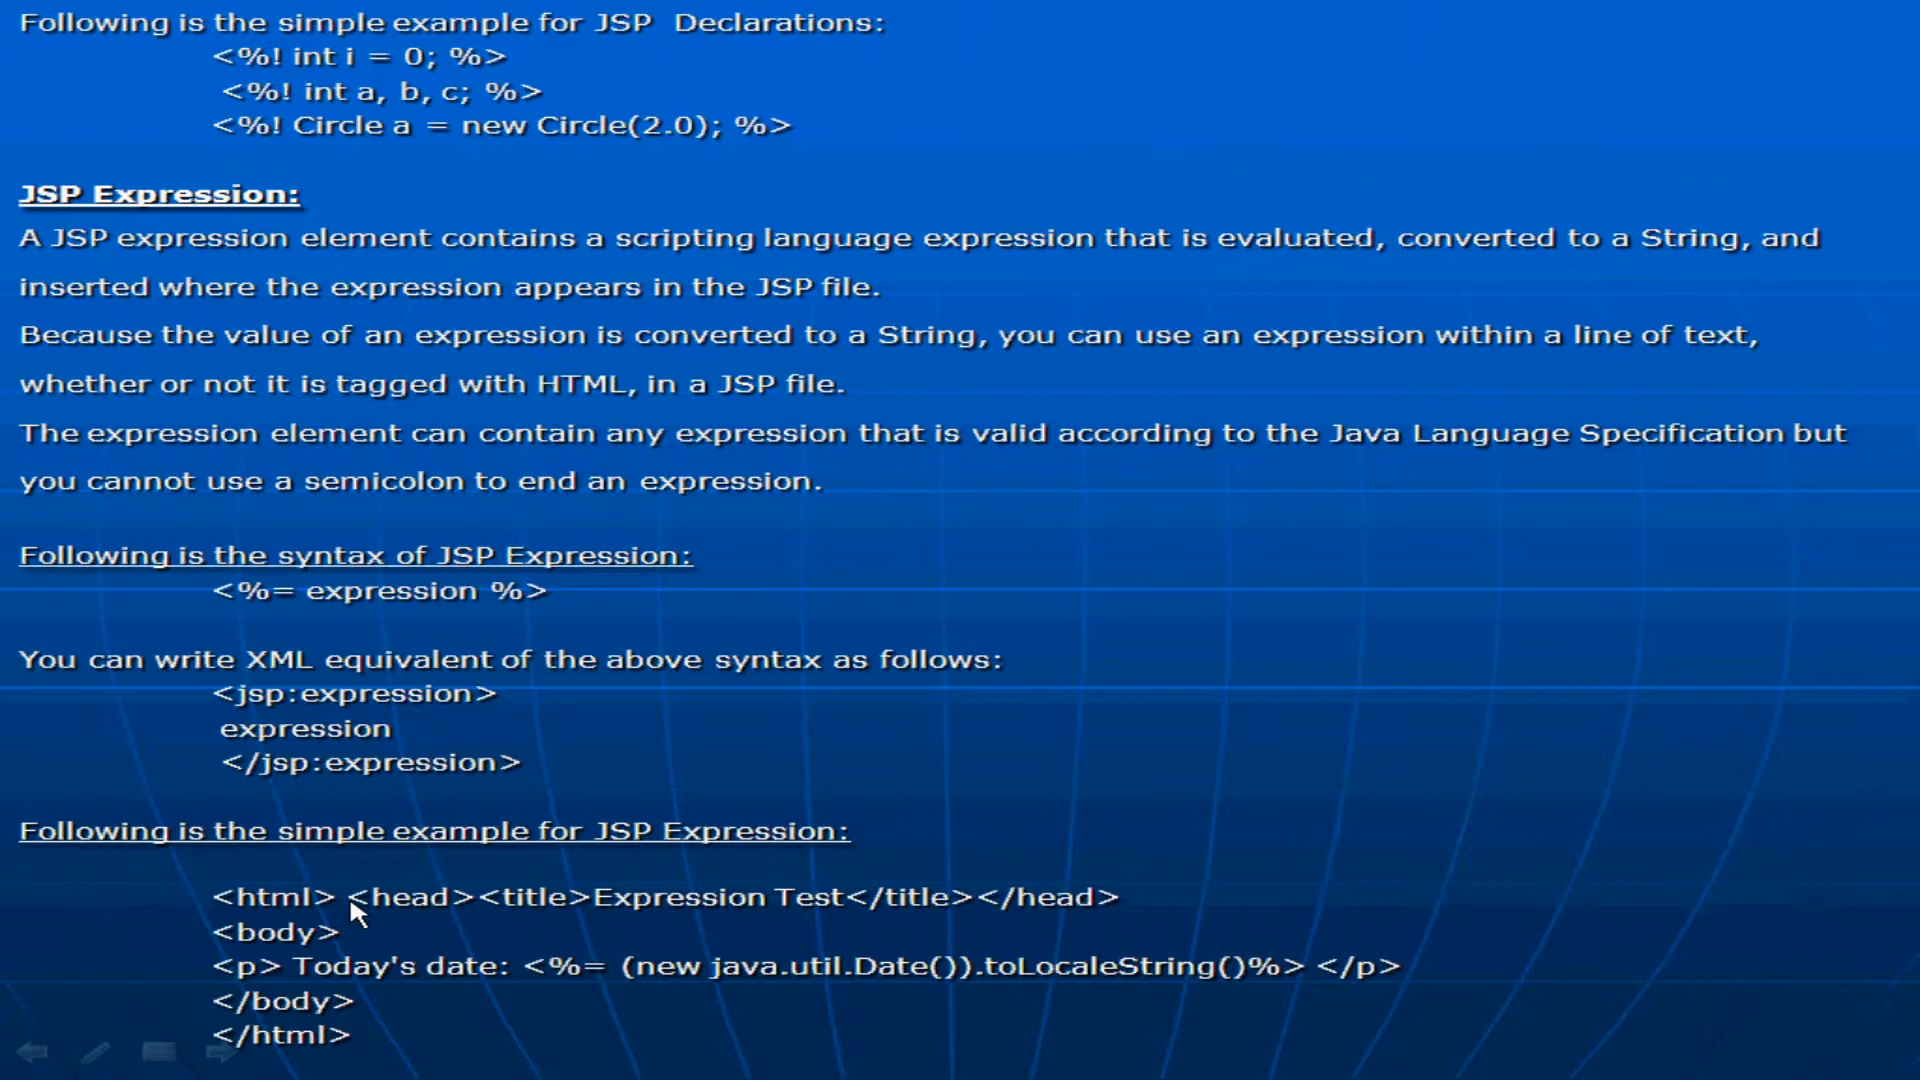 Following is the simple example for JSP Declarations:
<%! int i = 0; %>
<%! int a, b, c; %>
<%! Circle a = new Circle(2.0); %>
JSP Expression:
A JSP expression element contains a scripting language expression that is evaluated, converted to a String, and
inserted where the expression appears in the JSP file.
Because the value of an expression is converted to a String, you can use an expression within a line of text,
whether or not it is tagged with HTML, in a JSP file.
The expression element can contain any expression that is valid according to the Java Language Specification but
you cannot use a semicolon to end an expression.
Following is the syntax of JSP Expression:
<%= expression %>
You can write XML equivalent of the above syntax as follows:
<jsp:expression>
expression
</jsp:expression>
Following is the simple example for JSP Expression:
<html> <head><title>Expression Test</title></head>
<body>
<p> Today's date: <%= (new java.util.Date()).toLocaleString()%> </p>
</body>
</html>